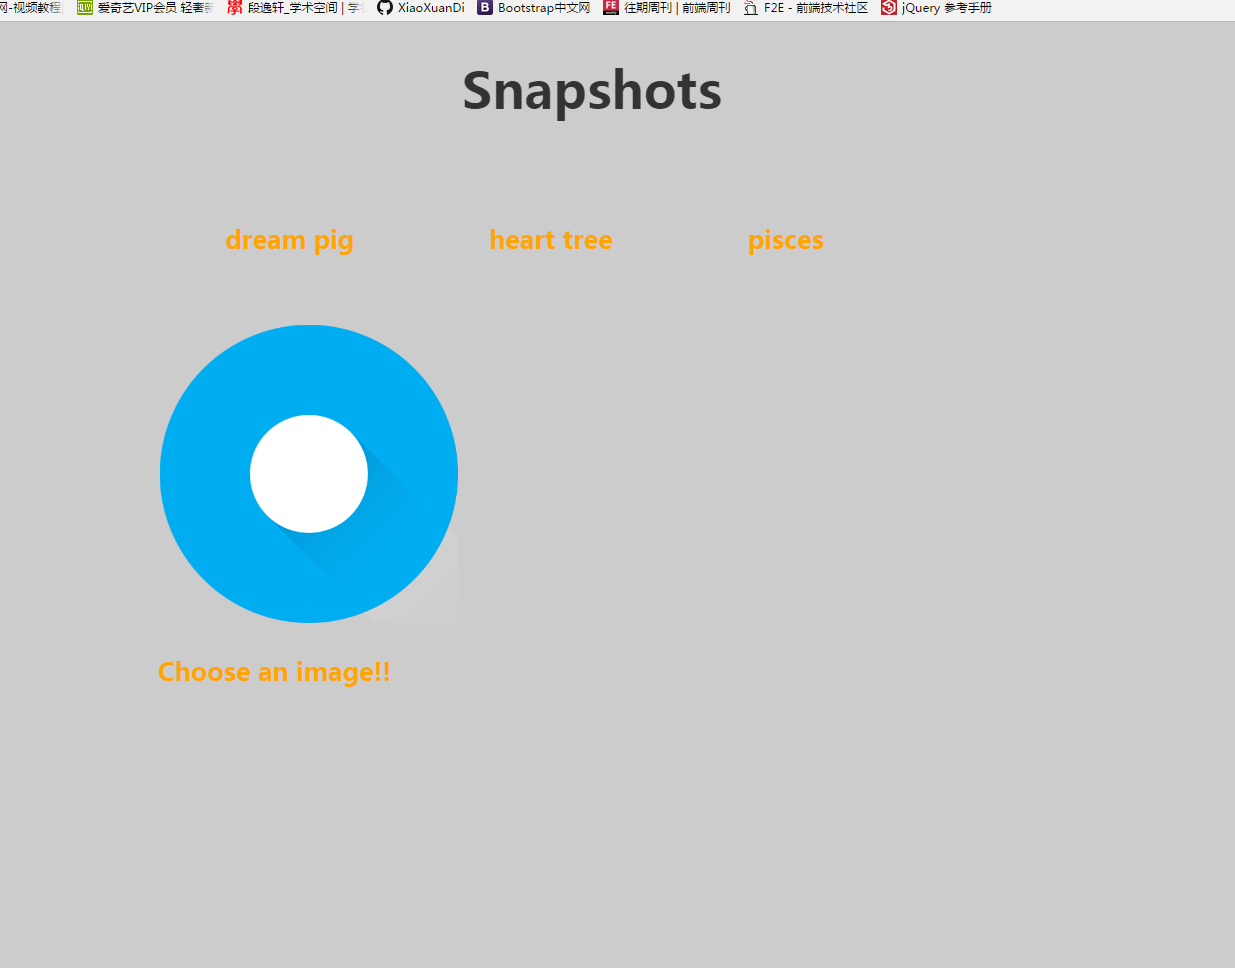 网-视频教程 爱奇艺VIP会员 轻奢新 段逸轩_学术空间 | 学 XiaoXuanDi Bootstrap中文网 往期周刊 | 前端周刊 F2E - 前端技术社区 jQuery 参考手册
Snapshots
dream pig heart tree pisces
Choose an image!!